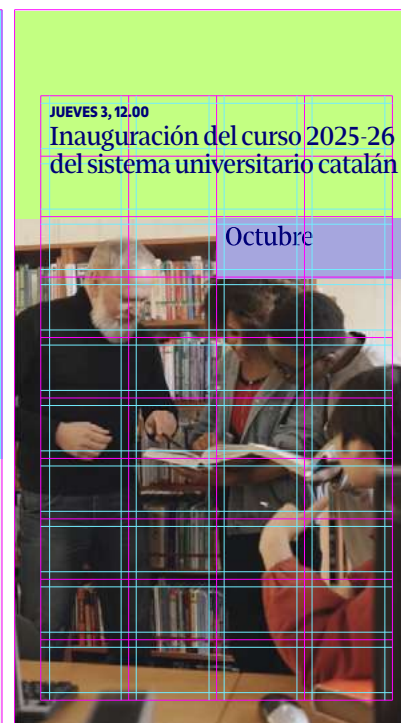 JUEVES 3, 12.00
Inauguración del curso 2025-26
del sistema universitario catalán
Octubre